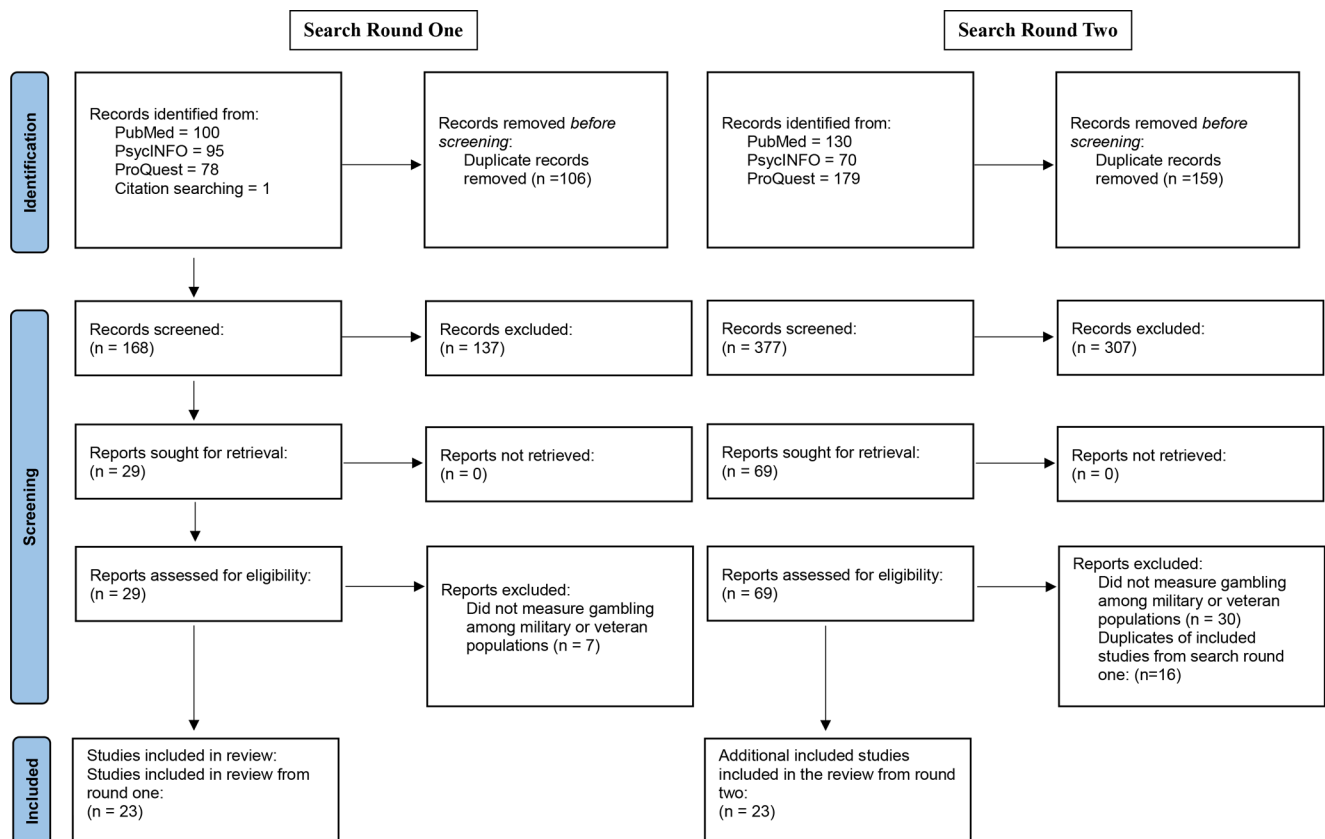 Search Round One
Search Round Two
Identification
Records identified from:
PubMed = 100
PsycINFO = 95
ProQuest = 78
Citation searching = 1
Records removed before
screening:
Duplicate records
removed (n =106)
Records identified from:
PubMed = 130
PsycINFO = 70
ProQuest = 179
Records removed before
screening:
Duplicate records
removed (n =159)
Screening
Records screened:
(n = 168)
Records excluded:
(n = 137)
Records screened:
(n = 377)
Records excluded:
(n = 307)
Reports sought for retrieval:
(n = 29)
Reports not retrieved:
(n = 0)
Reports sought for retrieval:
(n = 69)
Reports not retrieved:
(n = 0)
Reports assessed for eligibility:
(n = 29)
Reports excluded:
Did not measure gambling
among military or veteran
populations (n = 7)
Reports assessed for eligibility:
(n = 69)
Reports excluded:
Did not measure gambling
among military or veteran
populations (n = 30)
Duplicates of included
studies from search round
one: (n=16)
Included
Studies included in review:
Studies included in review from
round one:
(n = 23)
Additional included studies
included in the review from round
two:
(n = 23)